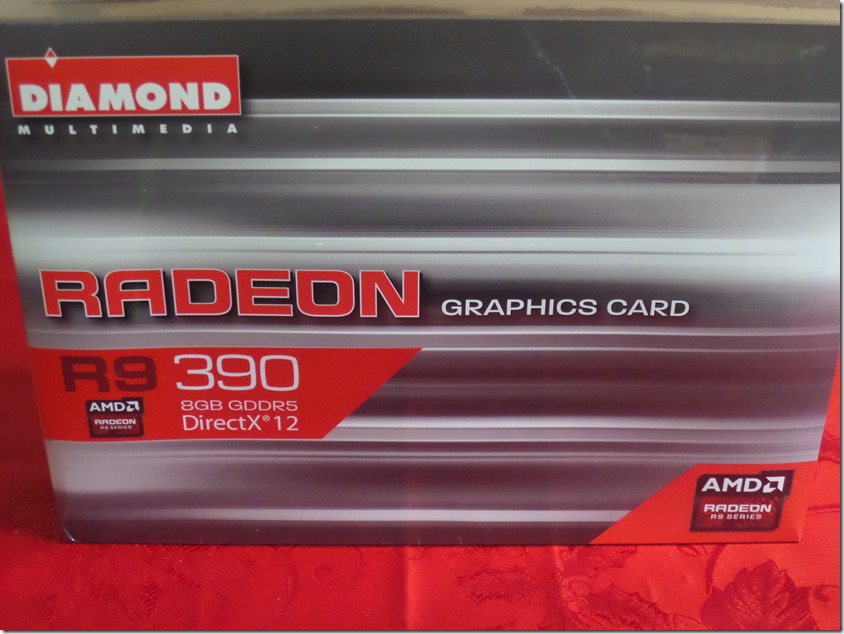 DIAMOND
MULTIMEDIA
RADEON GRAPHICS CARD
R9 390
8GB GDDR5
DirectX® 12
AMD
RADEON
R9 SERIES
AMD
RADEON
R9 SERIES